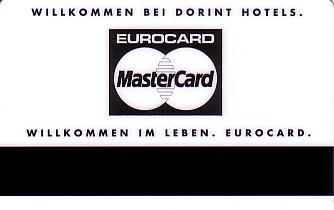 WILLKOMMEN BEI DORINT HOTELS.
EUROCARD
MasterCard
WILLKOMMEN IM LEBEN. EUROCARD.